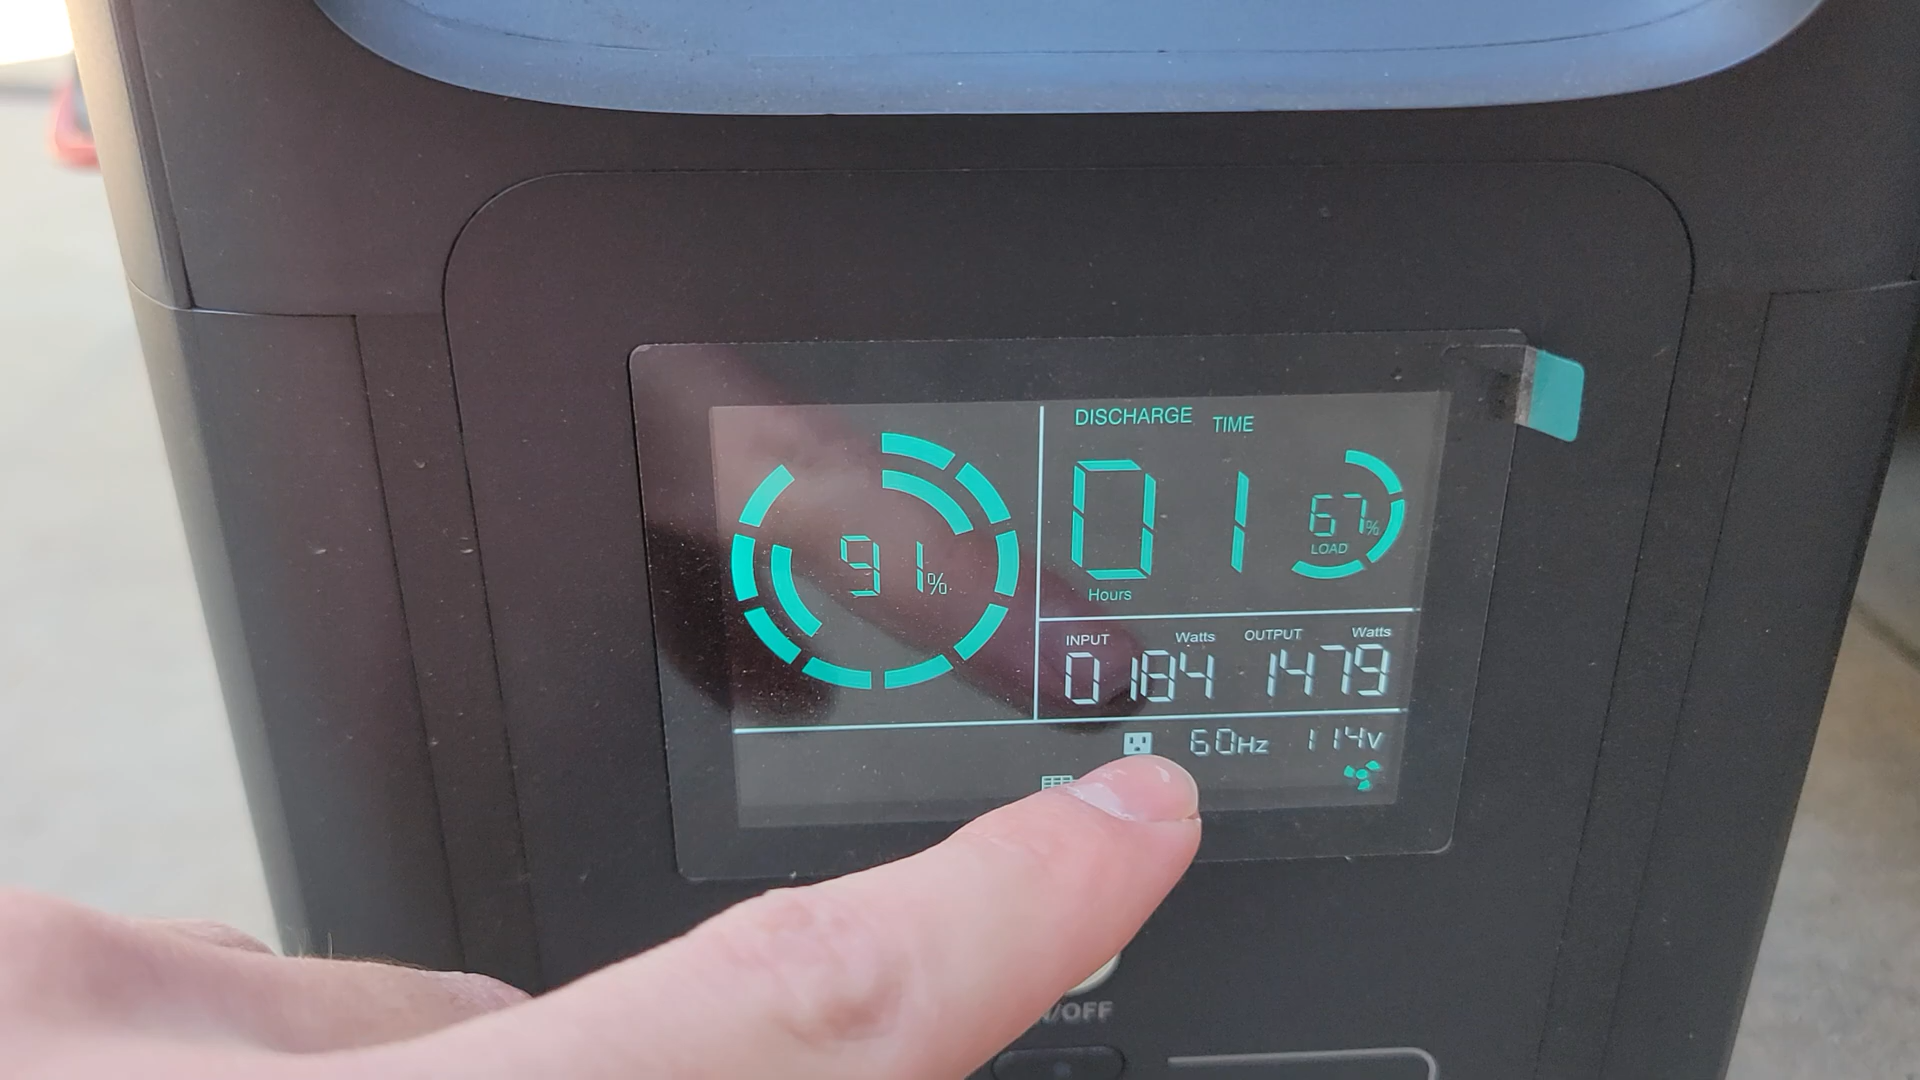 DISCHARGE TIME
91%
01
67%
LOAD
Hours
INPUT Watts OUTPUT Watts
0184 1479
60Hz 114V
/OFF